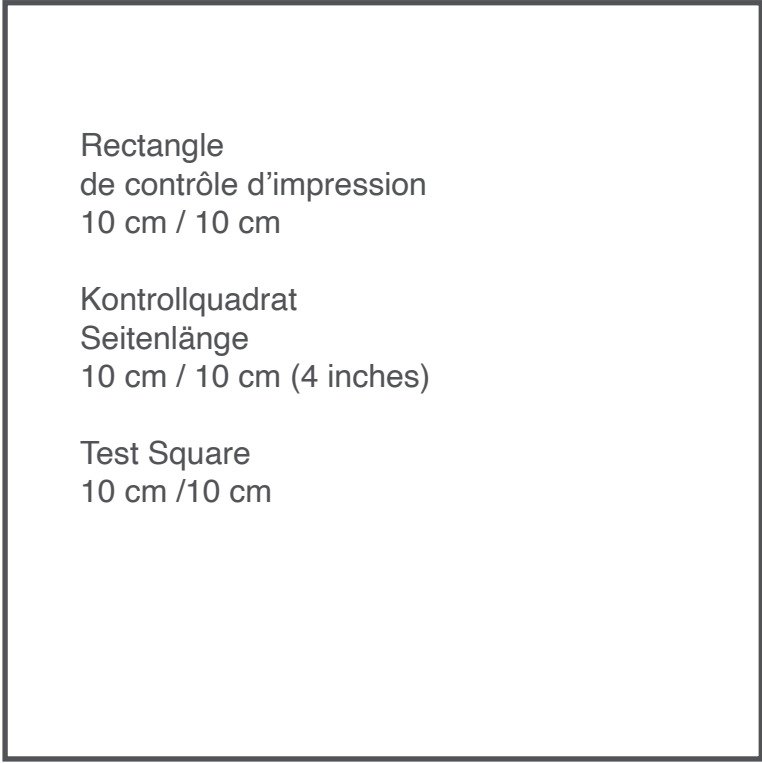 Rectangle
de contrôle d’impression
10 cm / 10 cm
Kontrollquadrat
Seitenlänge
10 cm / 10 cm (4 inches)
Test Square
10 cm /10 cm